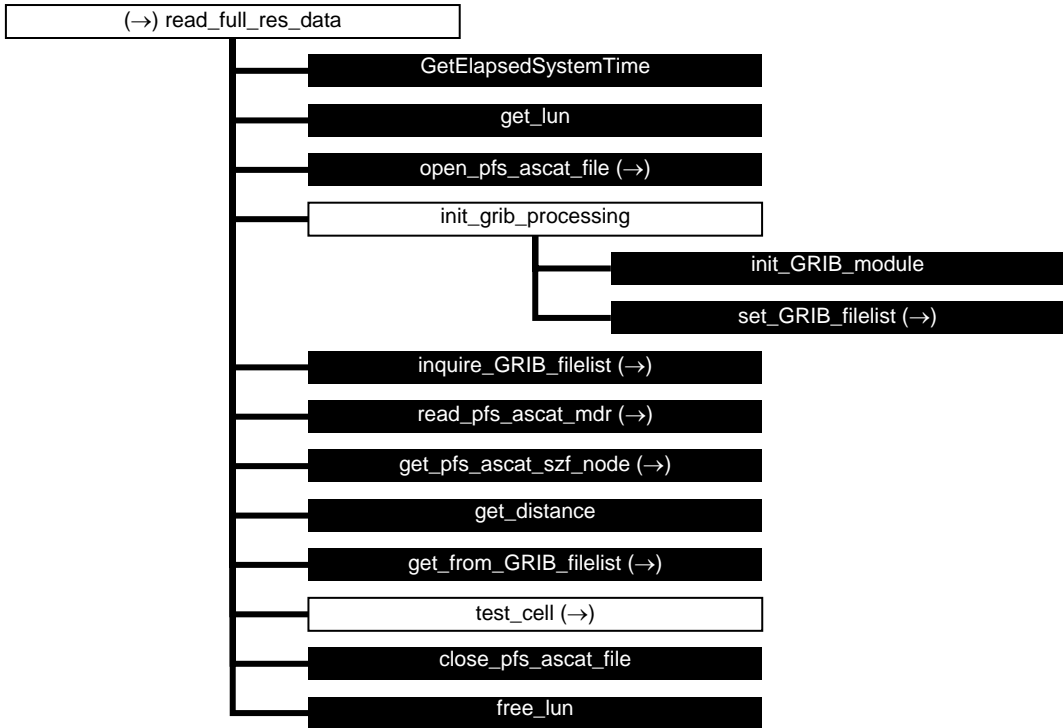 (→) read_full_res_data
GetElapsedSystemTime
get_lun
open_pfs_ascat_file (→)
init_grib_processing
init_GRIB_module
set_GRIB_filelist (→)
inquire_GRIB_filelist (→)
read_pfs_ascat_mdr (→)
get_pfs_ascat_szf_node (→)
get_distance
get_from_GRIB_filelist (→)
test_cell (→)
close_pfs_ascat_file
free_lun